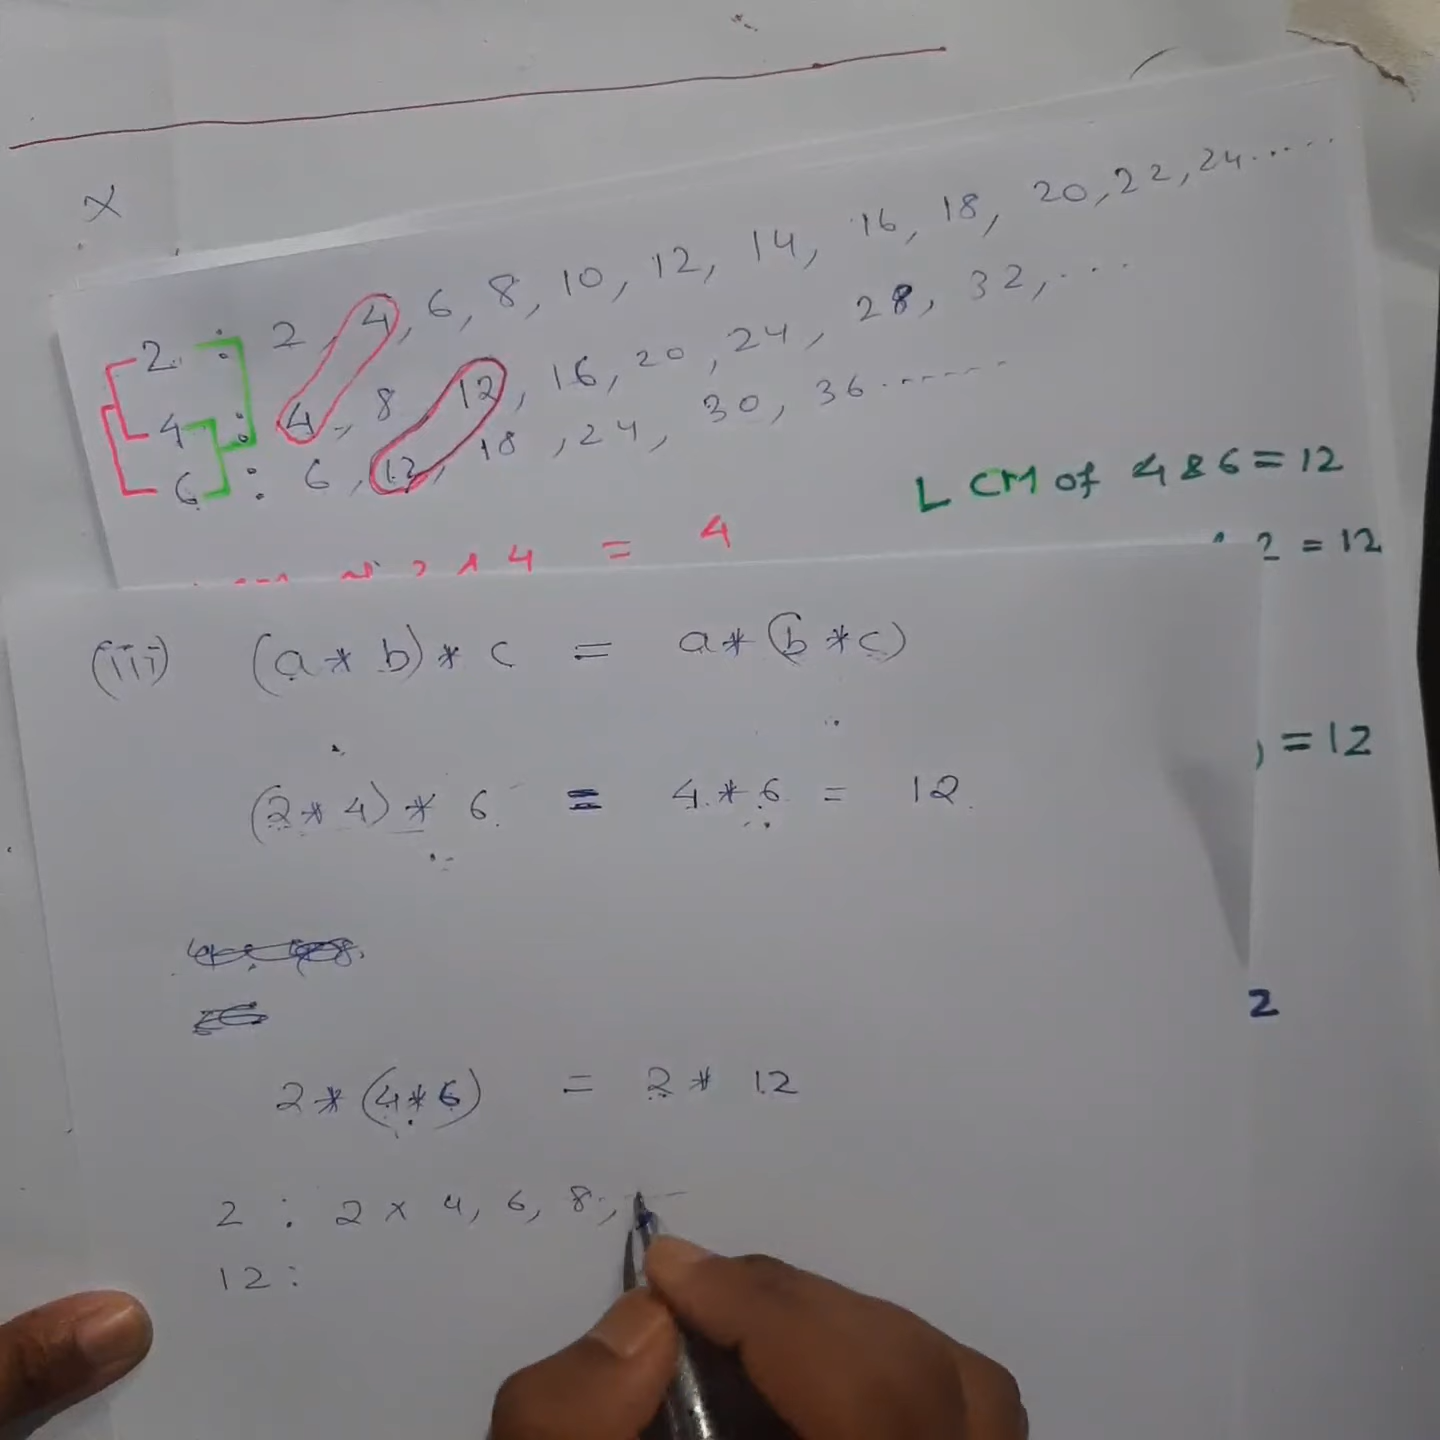 x
2 : 2, 4, 6, 8, 10, 12, 14, 16, 18, 20, 22, 24.....
4 : 4, 8, 12, 16, 20, 24, 28, 32, ...
6 : 6, 12, 18, 24, 30, 36.......
LCM of 4 & 6 = 12
4 = 4
2 = 12
(iii) (a * b) * c = a * (b * c)
) = 12
(2 * 4) * 6 = 4 * 6 = 12
2
2 * (4 * 6) = 2 * 12
2 : 2 x 4, 6, 8,
12 :